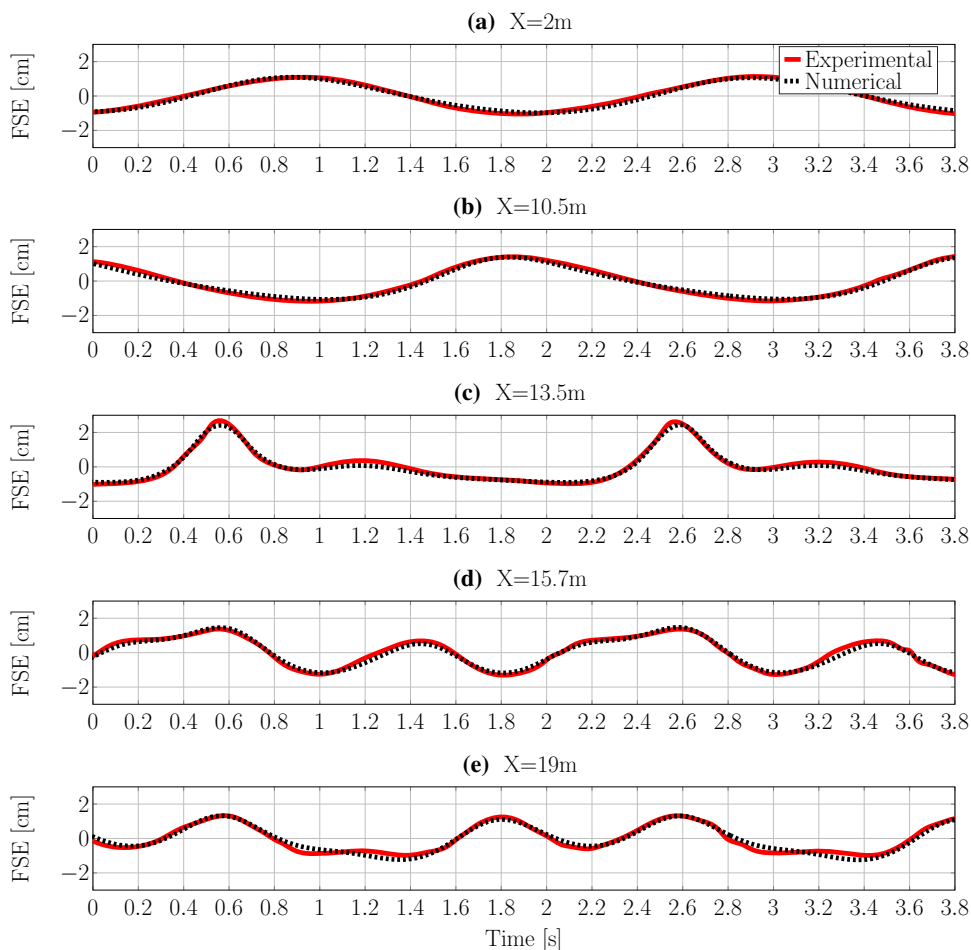 (a) X=2m
FSE [cm]
2
0
−2
Experimental
Numerical
0 0.2 0.4 0.6 0.8 1 1.2 1.4 1.6 1.8 2 2.2 2.4 2.6 2.8 3 3.2 3.4 3.6 3.8
(b) X=10.5m
FSE [cm]
2
0
−2
0 0.2 0.4 0.6 0.8 1 1.2 1.4 1.6 1.8 2 2.2 2.4 2.6 2.8 3 3.2 3.4 3.6 3.8
(c) X=13.5m
FSE [cm]
2
0
−2
0 0.2 0.4 0.6 0.8 1 1.2 1.4 1.6 1.8 2 2.2 2.4 2.6 2.8 3 3.2 3.4 3.6 3.8
(d) X=15.7m
FSE [cm]
2
0
−2
0 0.2 0.4 0.6 0.8 1 1.2 1.4 1.6 1.8 2 2.2 2.4 2.6 2.8 3 3.2 3.4 3.6 3.8
(e) X=19m
FSE [cm]
2
0
−2
0 0.2 0.4 0.6 0.8 1 1.2 1.4 1.6 1.8 2 2.2 2.4 2.6 2.8 3 3.2 3.4 3.6 3.8
Time [s]